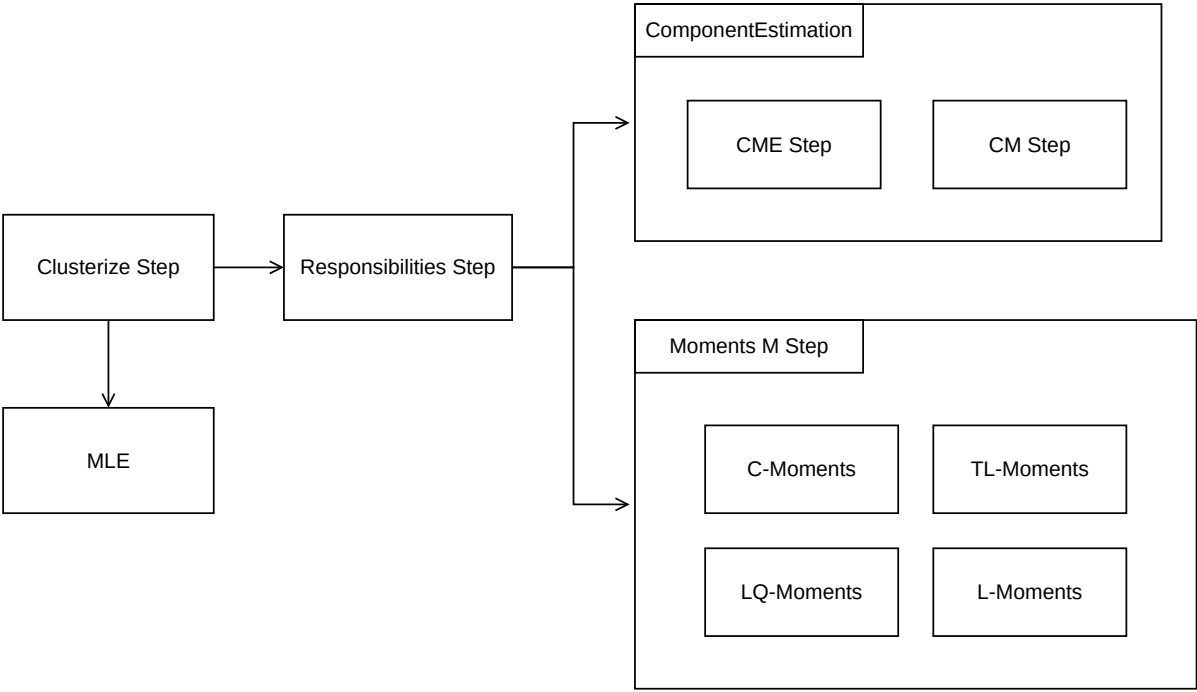 ComponentEstimation
CME Step
CM Step
Clusterize Step
Responsibilities Step
Moments M Step
MLE
C-Moments
TL-Moments
LQ-Moments
L-Moments